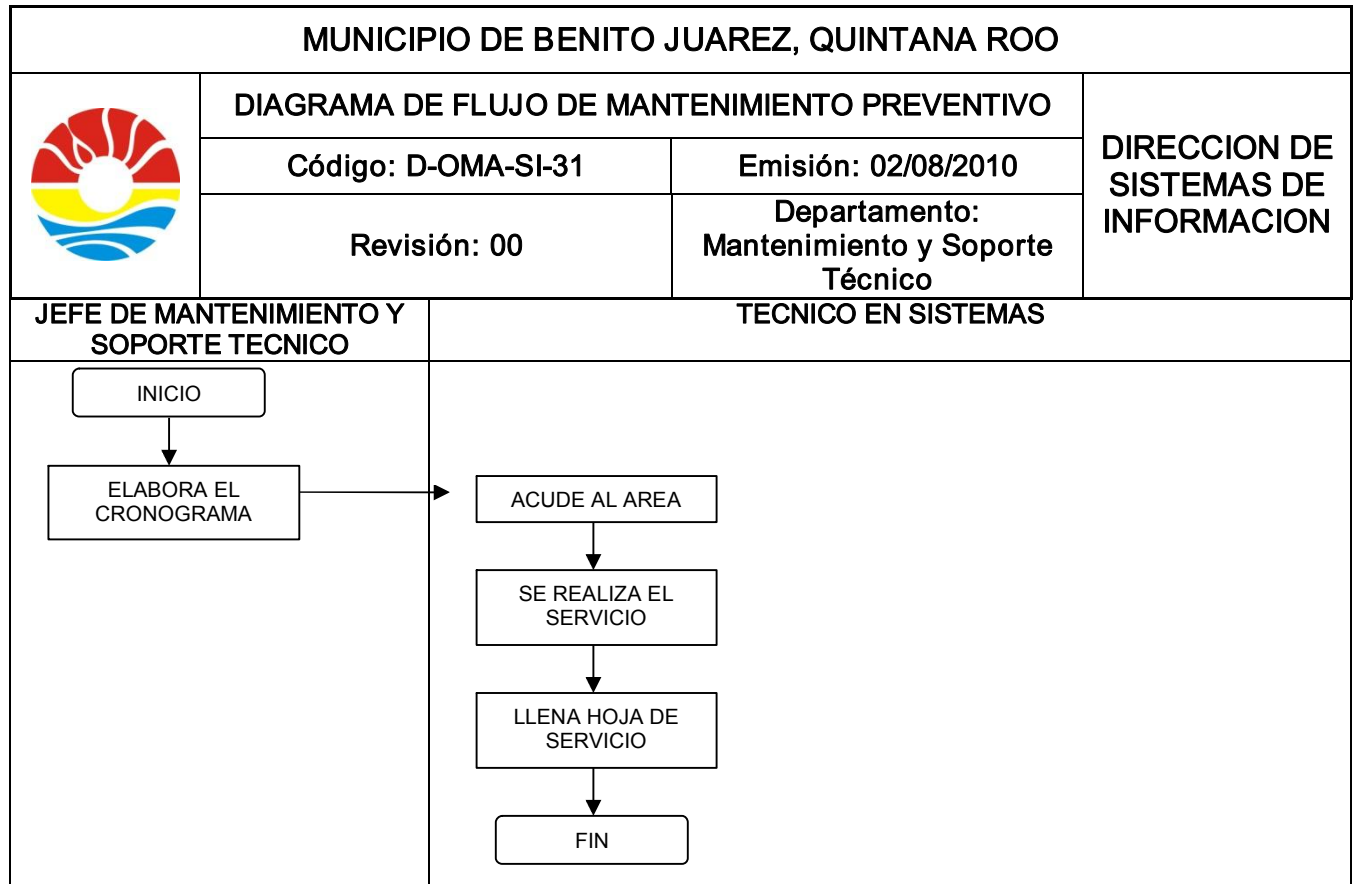 MUNICIPIO DE BENITO JUAREZ, QUINTANA ROO
DIAGRAMA DE FLUJO DE MANTENIMIENTO PREVENTIVO
Código: D-OMA-SI-31
Emisión: 02/08/2010
Revisión: 00
Departamento:
Mantenimiento y Soporte
Técnico
DIRECCION DE
SISTEMAS DE
INFORMACION
JEFE DE MANTENIMIENTO Y
SOPORTE TECNICO
TECNICO EN SISTEMAS
INICIO
ELABORA EL
CRONOGRAMA
ACUDE AL AREA
SE REALIZA EL
SERVICIO
LLENA HOJA DE
SERVICIO
FIN